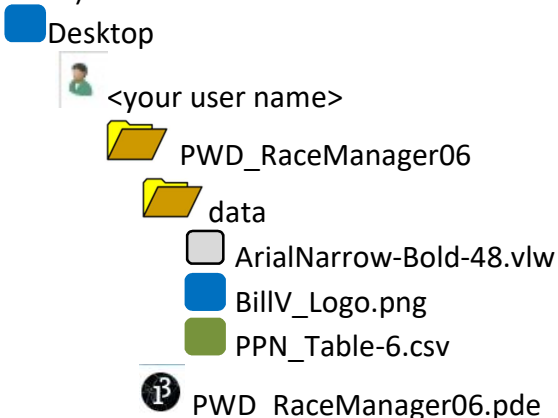 Desktop
<your user name>
PWD_RaceManager06
data
ArialNarrow-Bold-48.vlw
BillV_Logo.png
PPN_Table-6.csv
PWD_RaceManager06.pde